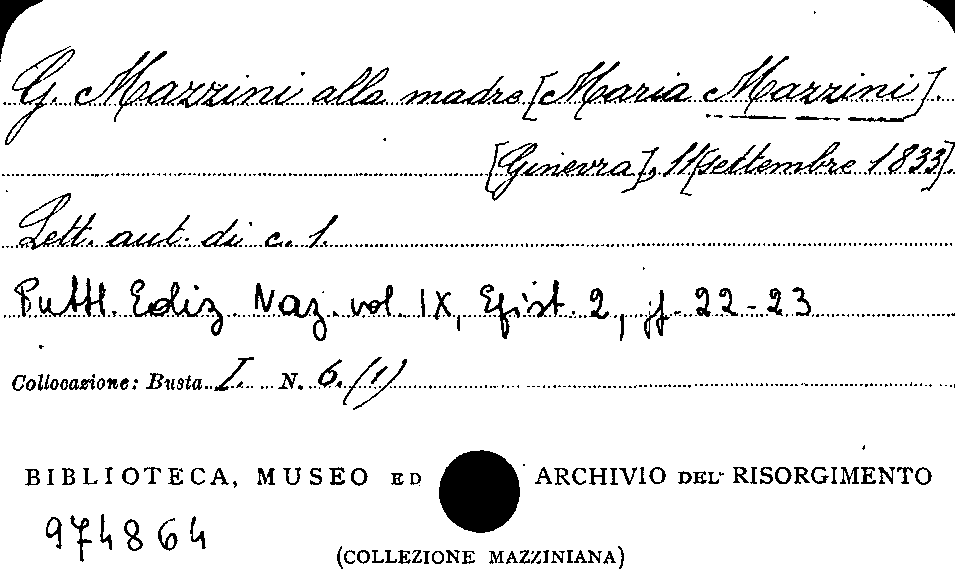 G. Mazzini alla madre [Maria Mazzini].
[Ginevra], 11 [settembre 1833].
Lett. aut. di c. 1.
Ediz. Naz. vol. IX, Epist. 2, pp. 22-23
Collocazione: Busta I. N. 6.(1)
BIBLIOTECA, MUSEO ED ARCHIVIO DEL RISORGIMENTO
974864
(COLLEZIONE MAZZINIANA)